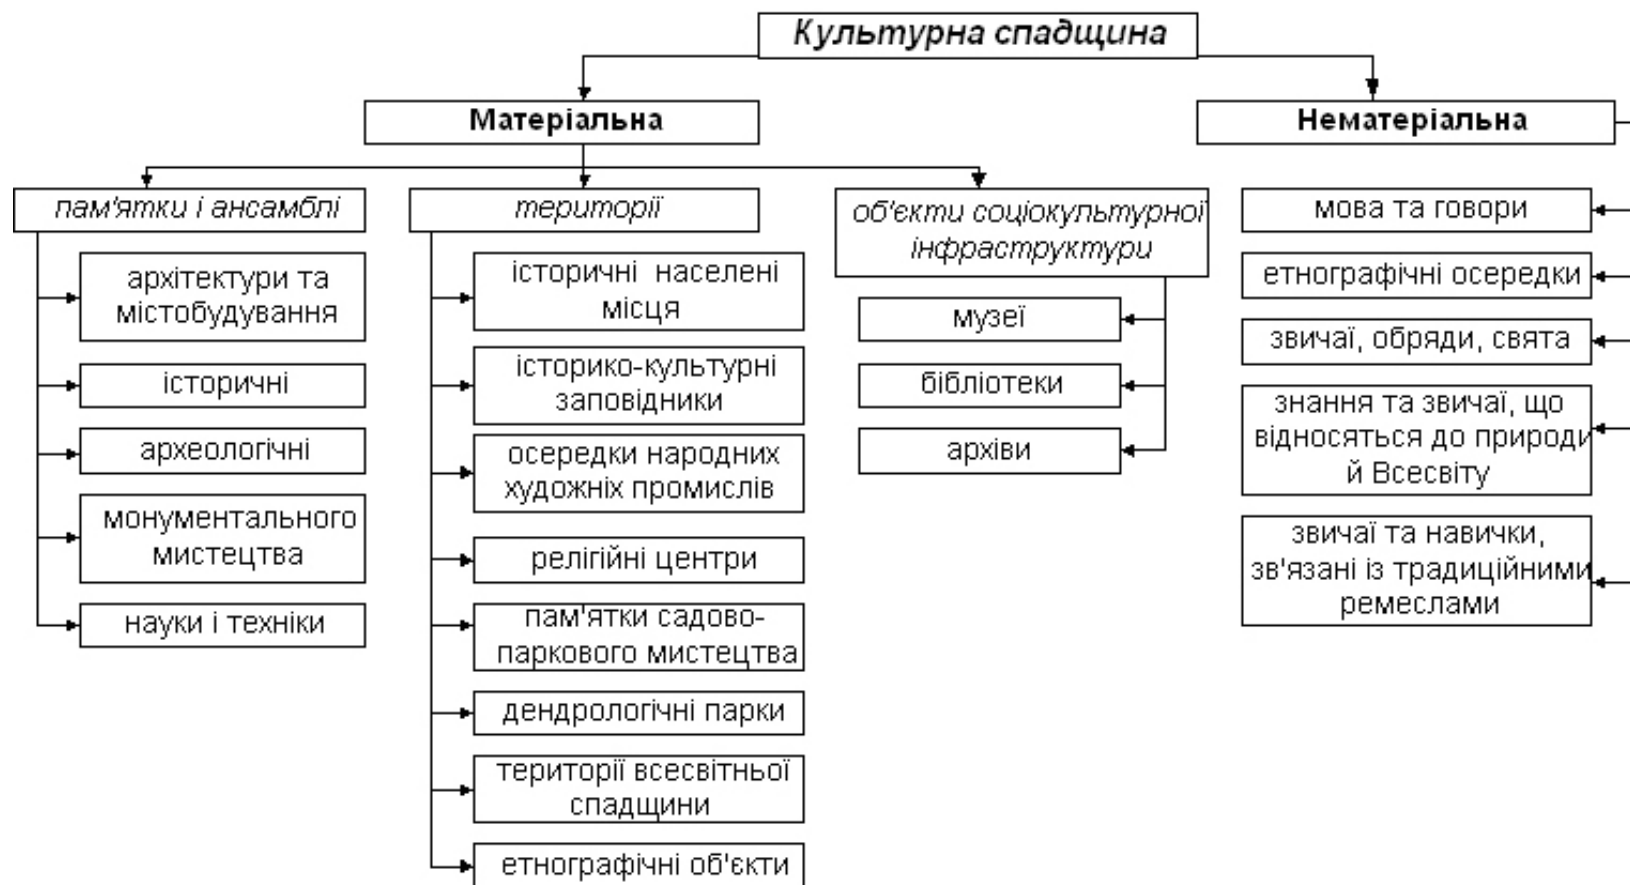 Культурна спадщина
Матеріальна
Нематеріальна
пам'ятки і ансамблі
архітектури та
містобудування
історичні
археологічні
монументального
мистецтва
науки і техніки
території
історичні населені
місця
історико-культурні
заповідники
осередки народних
художніх промислів
релігійні центри
пам'ятки садово-
паркового мистецтва
дендрологічні парки
території всесвітньої
спадщини
етнографічні об'єкти
об'єкти соціокультурної
інфраструктури
музеї
бібліотеки
архіви
мова та говори
етнографічні осередки
звичаї, обряди, свята
знання та звичаї, що
відносяться до природи
й Всесвіту
звичаї та навички,
зв'язані із традиційними
ремеслами